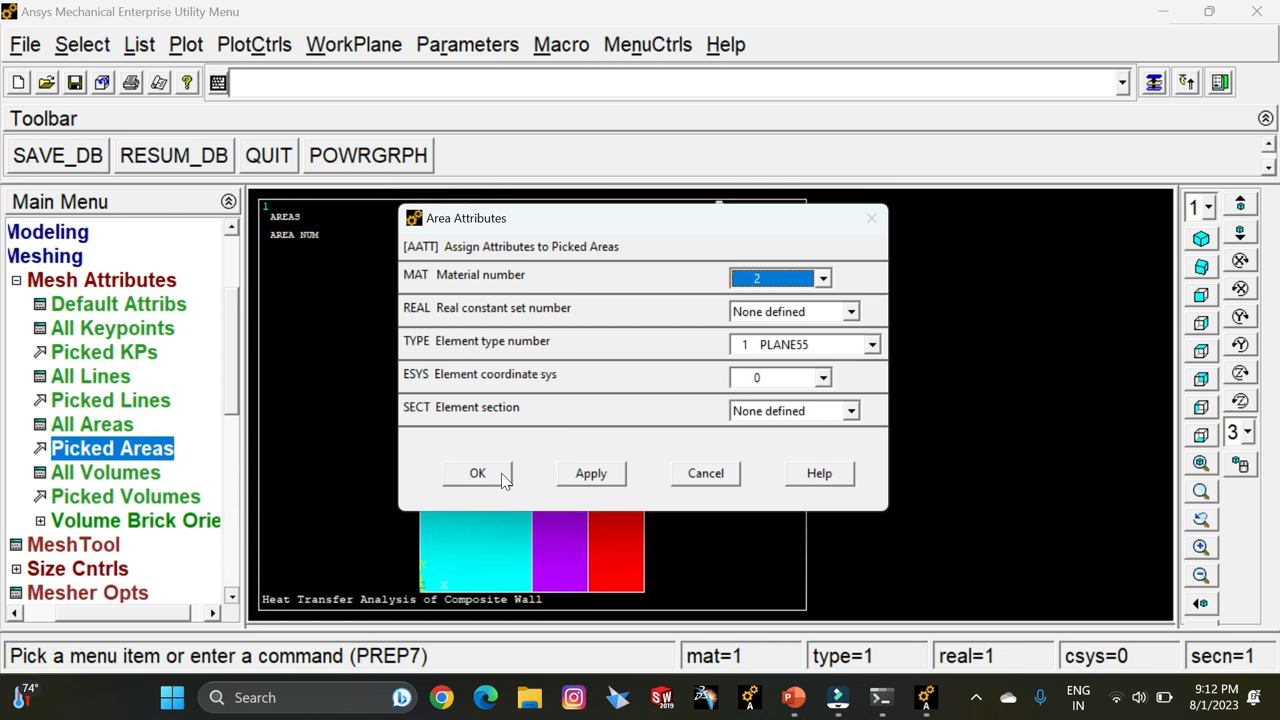 Ansys Mechanical Enterprise Utility Menu
File Select List Plot PlotCtrls WorkPlane Parameters Macro MenuCtrls Help
Toolbar
SAVE_DB RESUM_DB QUIT POWRGRPH
Main Menu
Modeling
Meshing
Mesh Attributes
Default Attribs
All Keypoints
Picked KPs
All Lines
Picked Lines
All Areas
Picked Areas
All Volumes
Picked Volumes
Volume Brick Orie
MeshTool
Size Cntrls
Mesher Opts
1
AREAS
AREA NUM
Area Attributes
[AATT] Assign Attributes to Picked Areas
MAT Material number 2
REAL Real constant set number None defined
TYPE Element type number 1 PLANE55
ESYS Element coordinate sys 0
SECT Element section None defined
OK Apply Cancel Help
Heat Transfer Analysis of Composite Wall
1
3
Pick a menu item or enter a command (PREP7) mat=1 type=1 real=1 csys=0 secn=1
74°
Search
ENG
IN
9:12 PM
8/1/2023